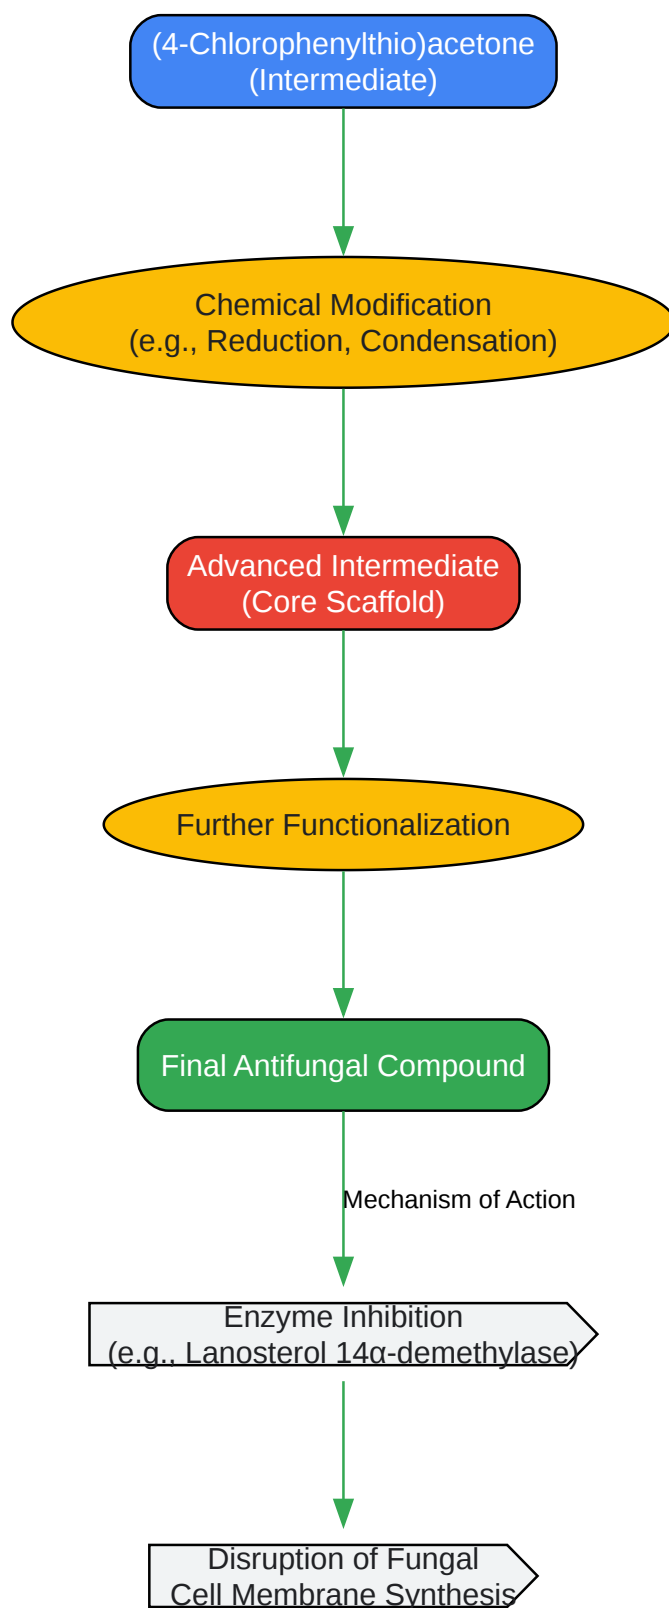 (4-Chlorophenylthio)acetone
(Intermediate)
Chemical Modification
(e.g., Reduction, Condensation)
Advanced Intermediate
(Core Scaffold)
Further Functionalization
Final Antifungal Compound
Mechanism of Action
Enzyme Inhibition
(e.g., Lanosterol 14α-demethylase)
Disruption of Fungal
Cell Membrane Synthesis